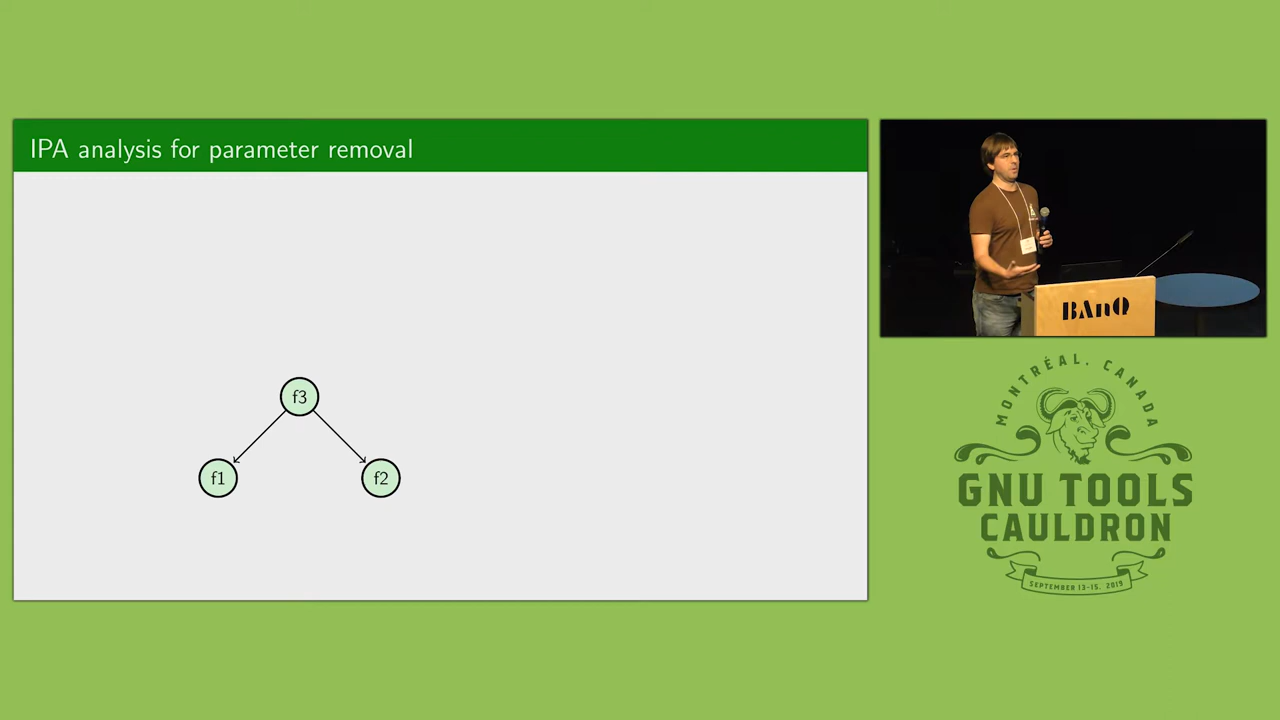 IPA analysis for parameter removal
f3
f1
f2
BAnQ
MONTRÉAL, CANADA
GNU TOOLS
CAULDRON
SEPTEMBER 13-15, 2019